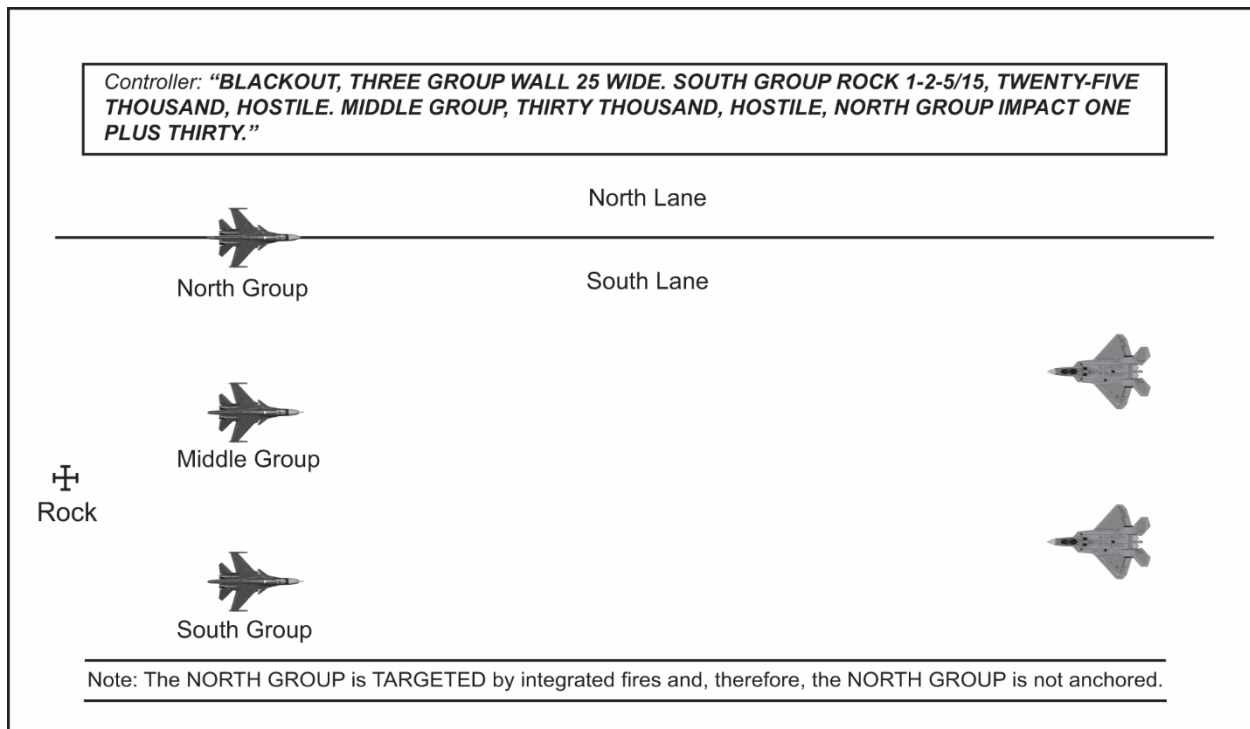 Controller: “BLACKOUT, THREE GROUP WALL 25 WIDE. SOUTH GROUP ROCK 1-2-5/15, TWENTY-FIVE
THOUSAND, HOSTILE. MIDDLE GROUP, THIRTY THOUSAND, HOSTILE, NORTH GROUP IMPACT ONE
PLUS THIRTY.”
North Lane
North Group
South Lane
Middle Group
Rock
South Group
Note: The NORTH GROUP is TARGETED by integrated fires and, therefore, the NORTH GROUP is not anchored.